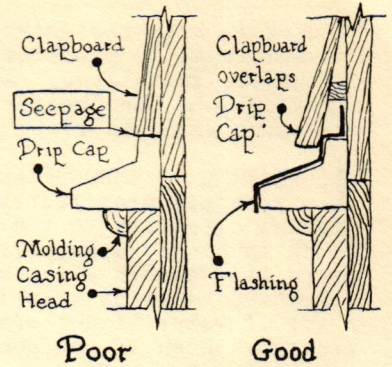 Clapboard
Seepage
Drip Cap
Molding
Casing
Head
Poor
Clapboard
overlaps
Drip
Cap
Flashing
Good